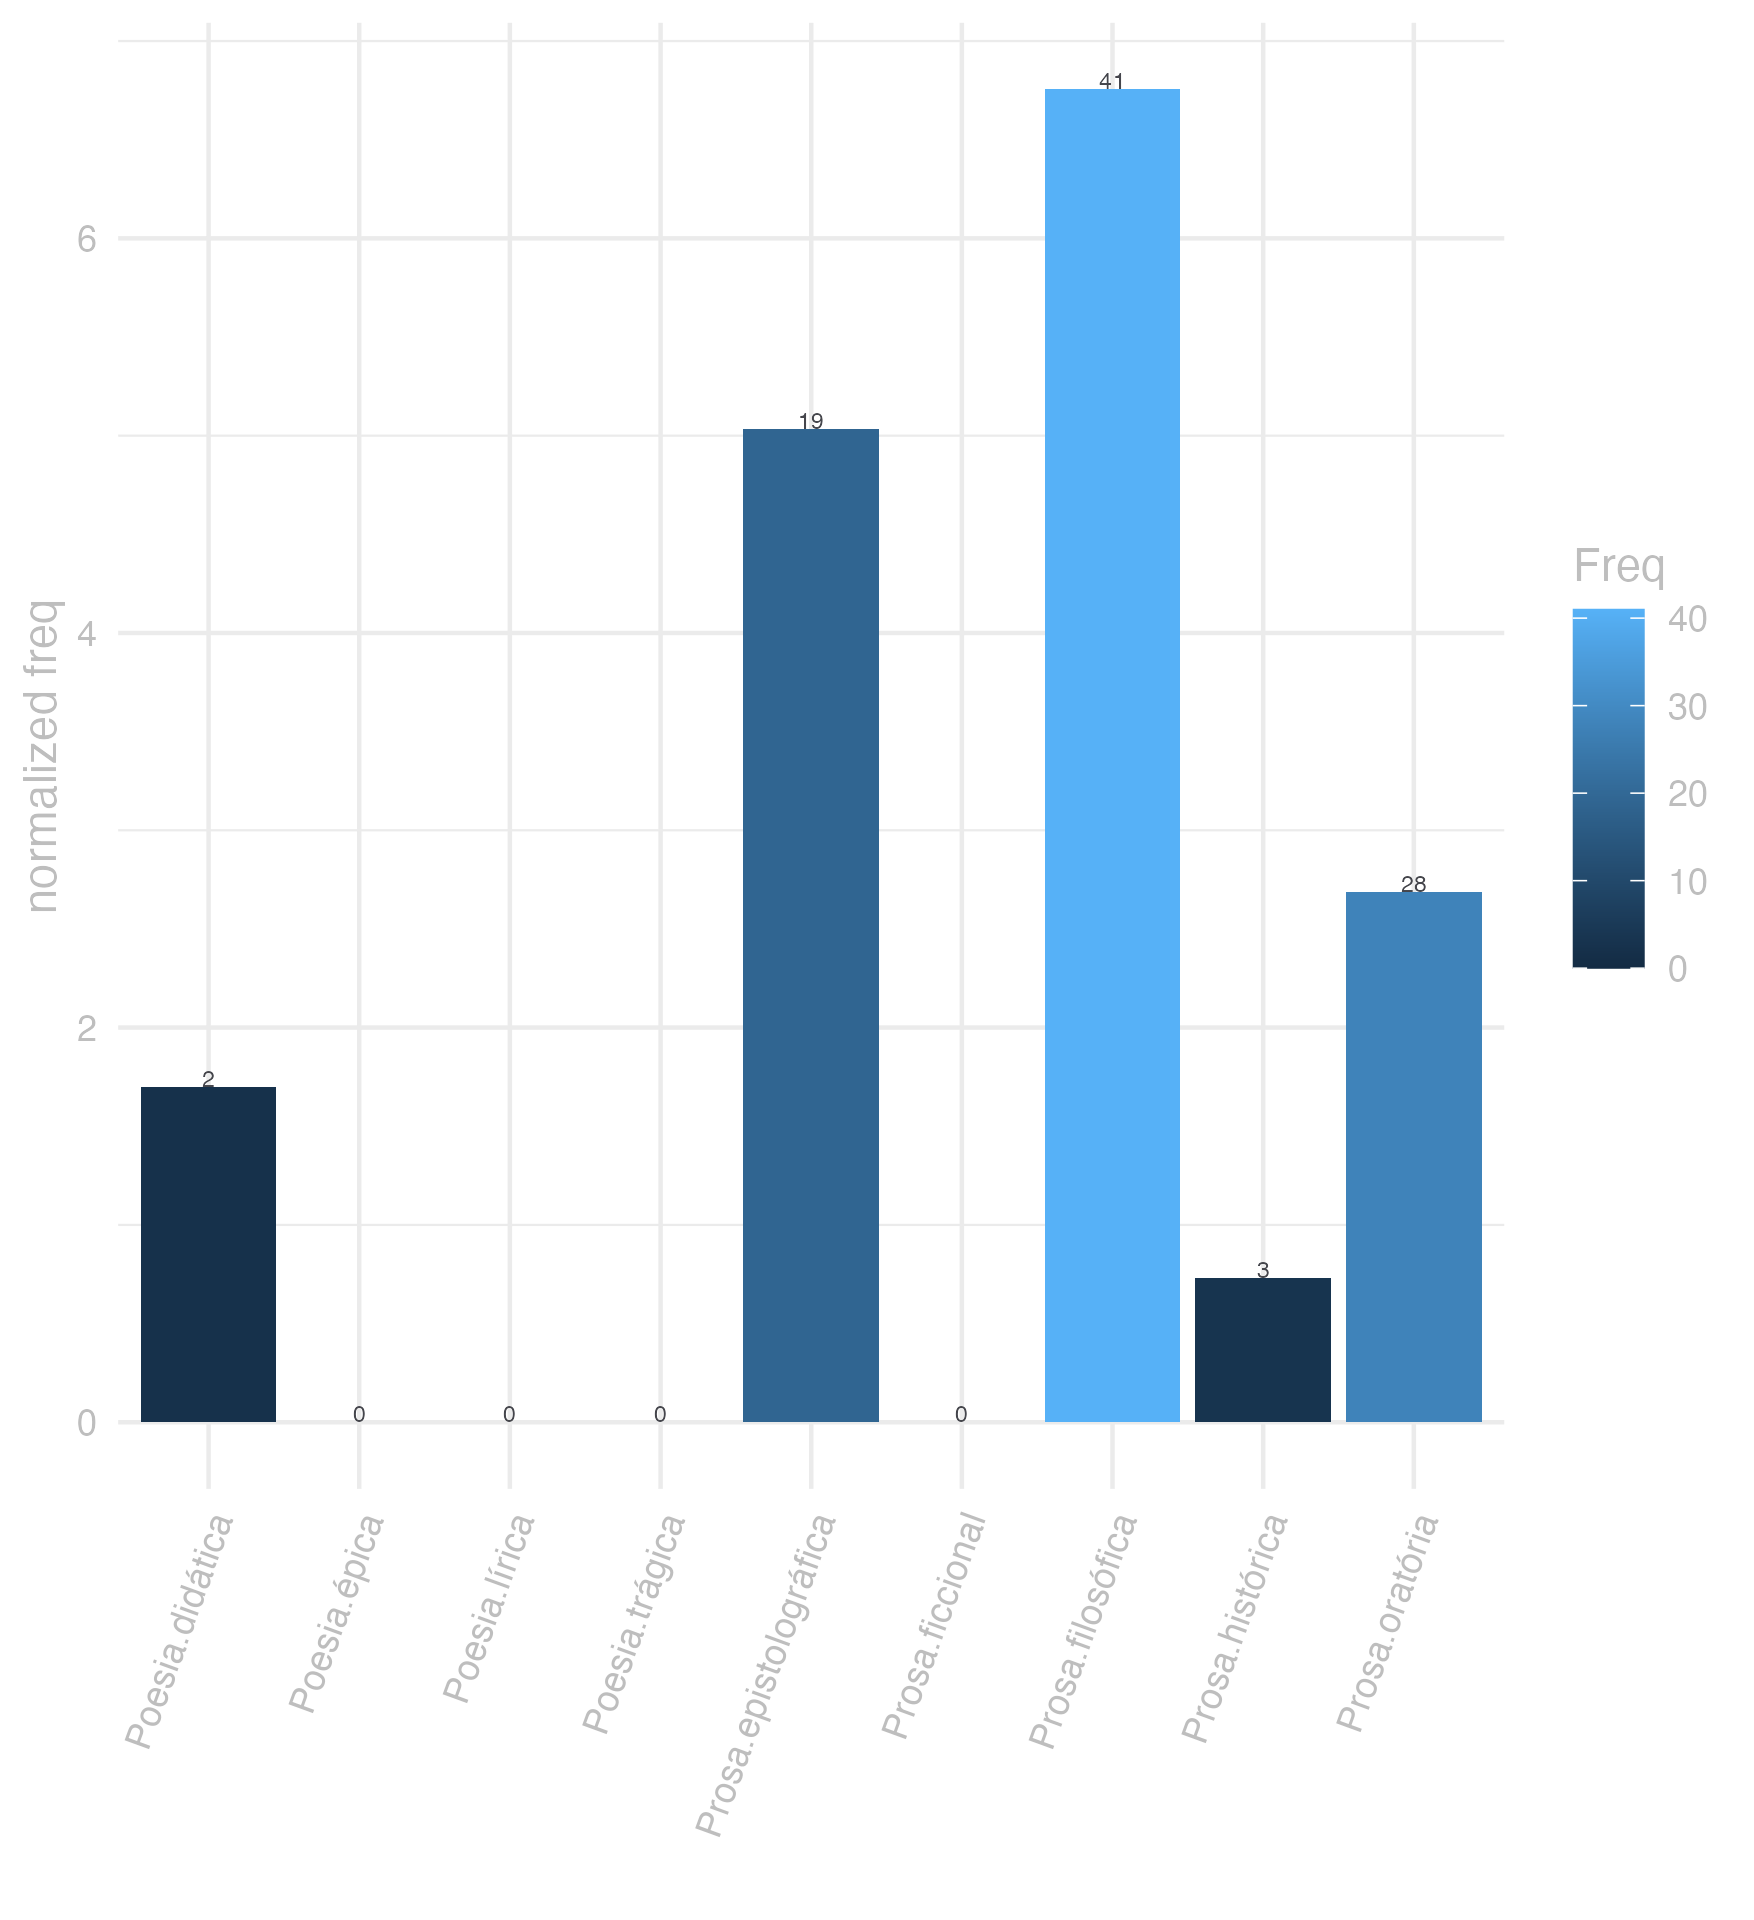 normalized freq
6
4
2
0
2
0
0
0
19
0
41
3
28
Poesia.didática
Poesia.épica
Poesia.lírica
Poesia.trágica
Prosa.epistolográfica
Prosa.ficcional
Prosa.filosófica
Prosa.histórica
Prosa.oratória
Freq
40
30
20
10
0